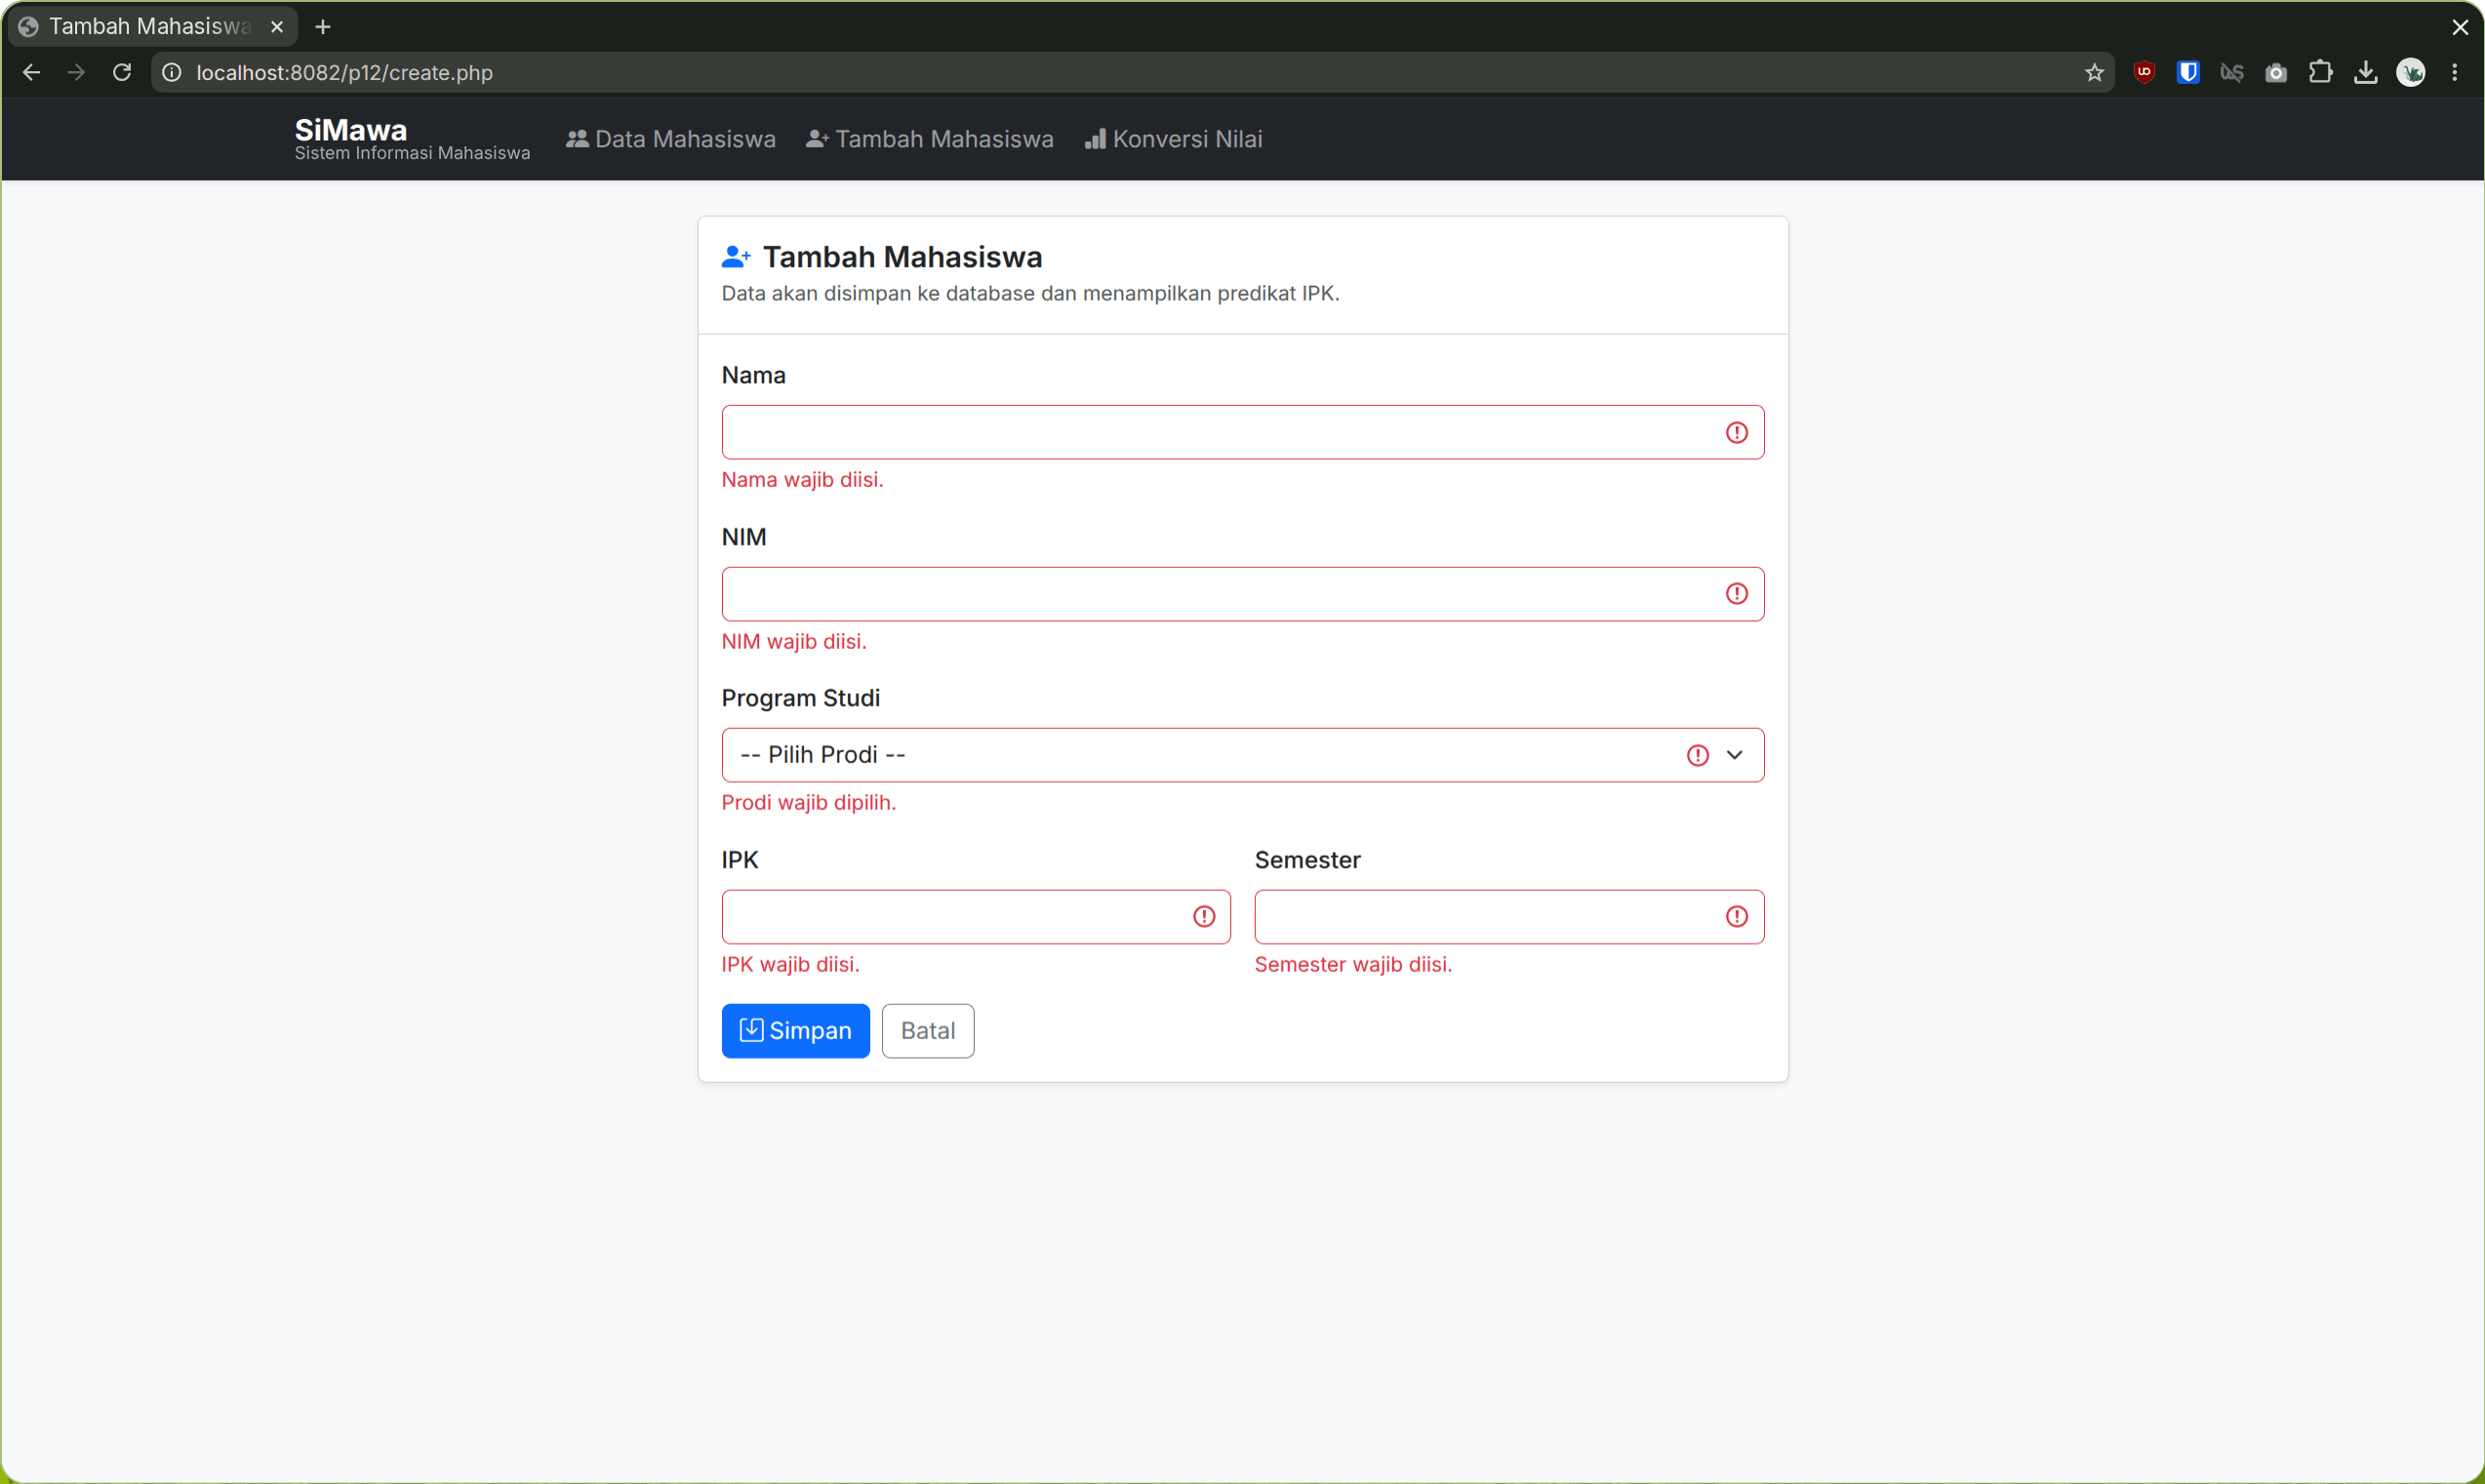 Tambah Mahasiswa
localhost:8082/p12/create.php
SiMawa
Sistem Informasi Mahasiswa
Data Mahasiswa
Tambah Mahasiswa
Konversi Nilai
Tambah Mahasiswa
Data akan disimpan ke database dan menampilkan predikat IPK.
Nama
Nama wajib diisi.
NIM
NIM wajib diisi.
Program Studi
-- Pilih Prodi --
Prodi wajib dipilih.
IPK
Semester
IPK wajib diisi.
Semester wajib diisi.
Simpan
Batal